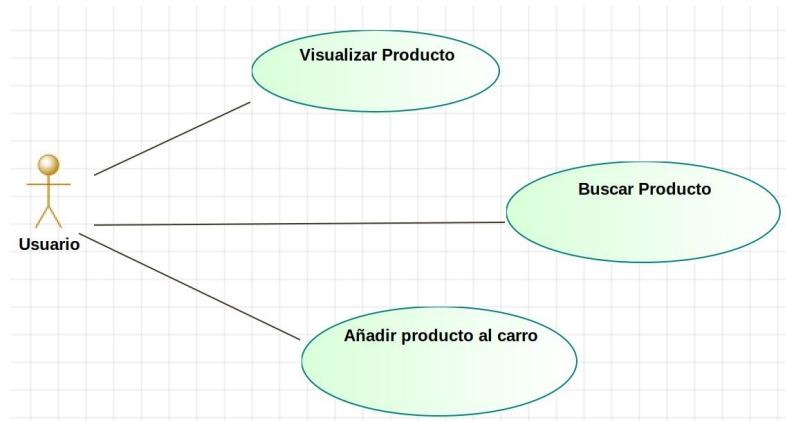 Visualizar Producto
Buscar Producto
Usuario
Añadir producto al carro